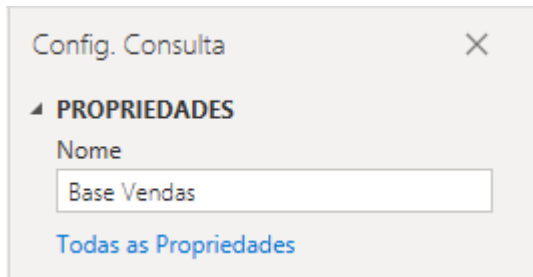 Config. Consulta
PROPRIEDADES
Nome
Base Vendas
Todas as Propriedades